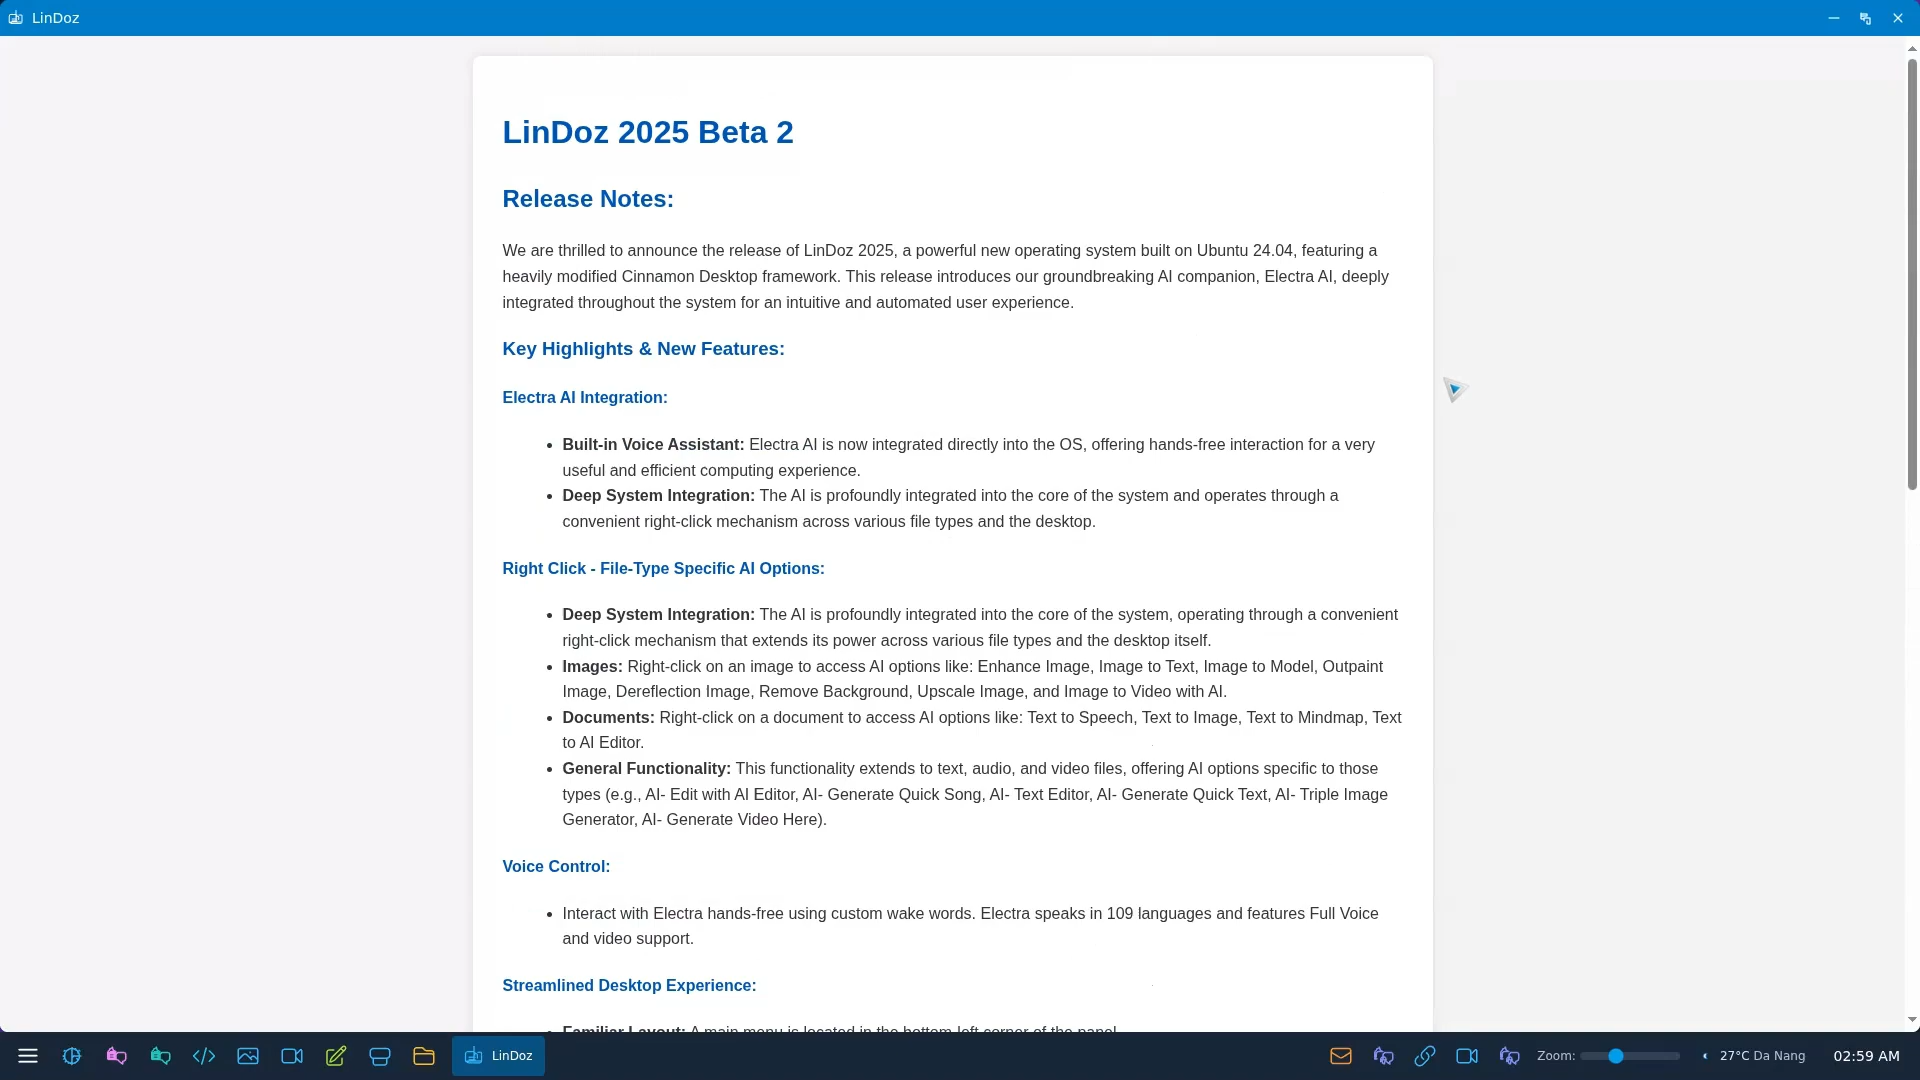 LinDoz
LinDoz 2025 Beta 2
Release Notes:
We are thrilled to announce the release of LinDoz 2025, a powerful new operating system built on Ubuntu 24.04, featuring a
heavily modified Cinnamon Desktop framework. This release introduces our groundbreaking AI companion, Electra AI, deeply
integrated throughout the system for an intuitive and automated user experience.
Key Highlights & New Features:
Electra AI Integration:
• Built-in Voice Assistant: Electra AI is now integrated directly into the OS, offering hands-free interaction for a very
useful and efficient computing experience.
• Deep System Integration: The AI is profoundly integrated into the core of the system and operates through a
convenient right-click mechanism across various file types and the desktop.
Right Click - File-Type Specific AI Options:
• Deep System Integration: The AI is profoundly integrated into the core of the system, operating through a convenient
right-click mechanism that extends its power across various file types and the desktop itself.
• Images: Right-click on an image to access AI options like: Enhance Image, Image to Text, Image to Model, Outpaint
Image, Dereflection Image, Remove Background, Upscale Image, and Image to Video with AI.
• Documents: Right-click on a document to access AI options like: Text to Speech, Text to Image, Text to Mindmap, Text
to AI Editor.
• General Functionality: This functionality extends to text, audio, and video files, offering AI options specific to those
types (e.g., AI- Edit with AI Editor, AI- Generate Quick Song, AI- Text Editor, AI- Generate Quick Text, AI- Triple Image
Generator, AI- Generate Video Here).
Voice Control:
• Interact with Electra hands-free using custom wake words. Electra speaks in 109 languages and features Full Voice
and video support.
Streamlined Desktop Experience:
• Familiar Layout: A main menu is located in the bottom-left corner of the panel
LinDoz
Zoom:
27°C Da Nang
02:59 AM